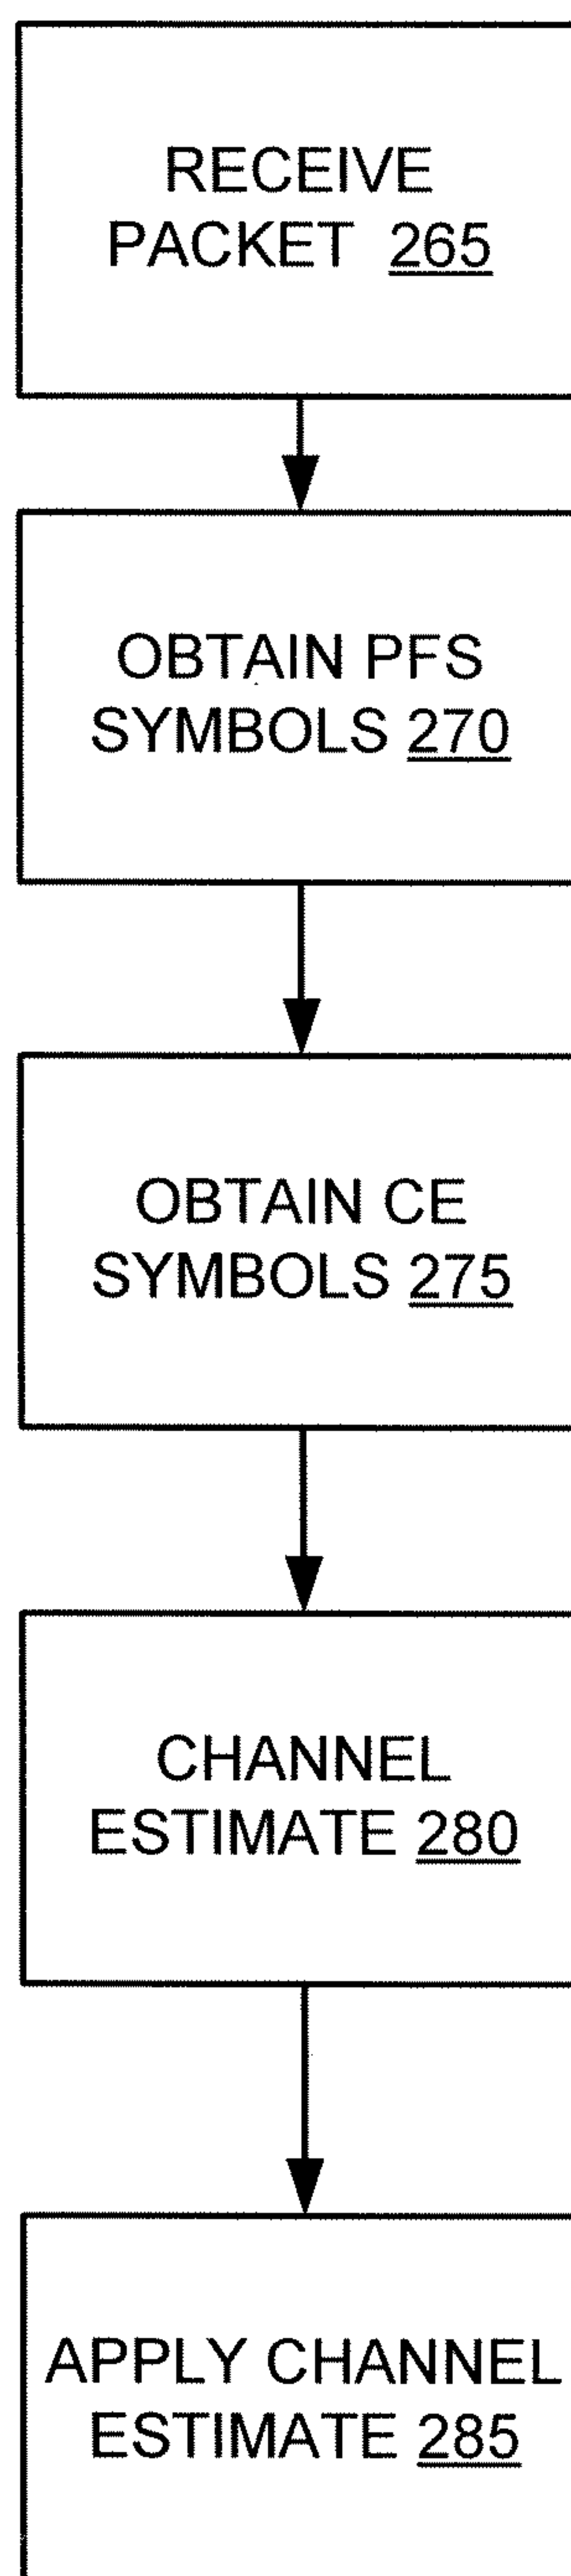 RECEIVE
PACKET 265
OBTAIN PFS
SYMBOLS 270
OBTAIN CE
SYMBOLS 275
CHANNEL
ESTIMATE 280
APPLY CHANNEL
ESTIMATE 285